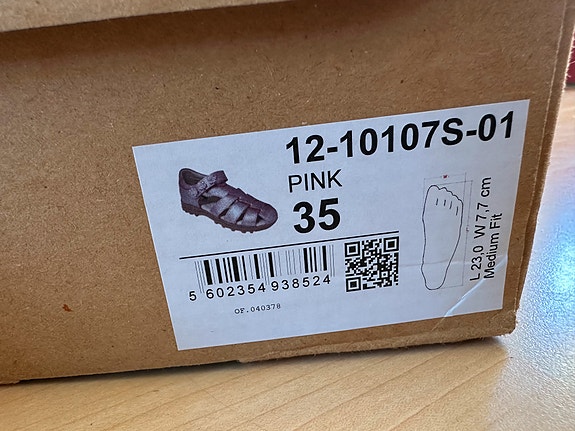 12-10107S-01
PINK
35
5 602354 938524
OF.040378
L 23,0 W 7,7 cm
Medium Fit